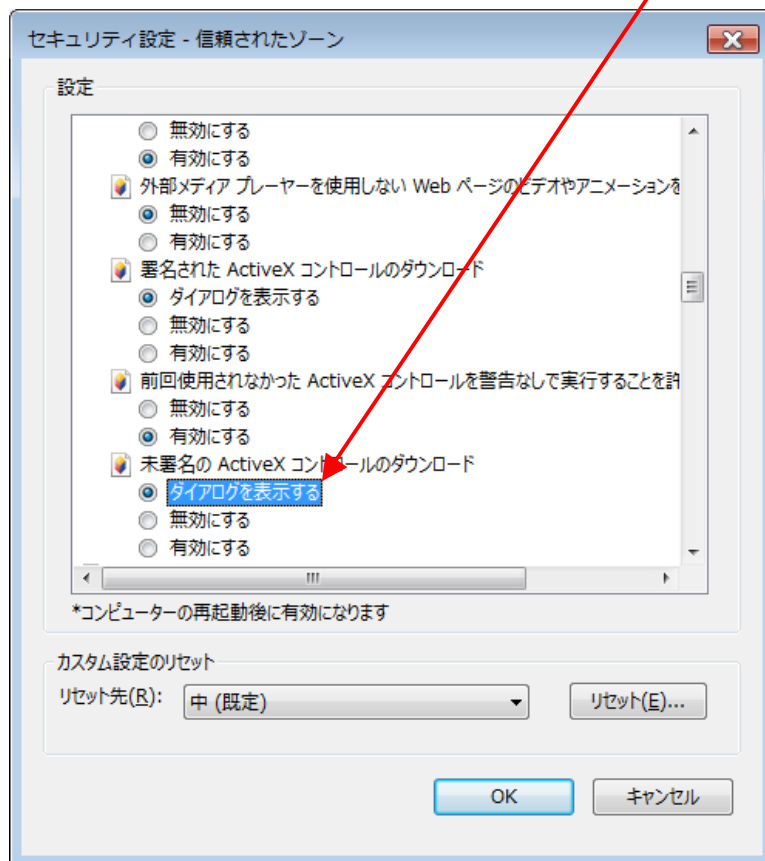 セキュリティ設定 - 信頼されたゾーン
設定
無効にする
有効にする
外部メディア プレーヤーを使用しない Web ページのビデオやアニメーションを
無効にする
有効にする
署名された ActiveX コントロールのダウンロード
ダイアログを表示する
無効にする
有効にする
前回使用されなかった ActiveX コントロールを警告なしで実行することを許
無効にする
有効にする
未署名の ActiveX コントロールのダウンロード
ダイアログを表示する
無効にする
有効にする
*コンピューターの再起動後に有効になります
カスタム設定のリセット
リセット先(R): 中 (既定) リセット(E)...
OK キャンセル